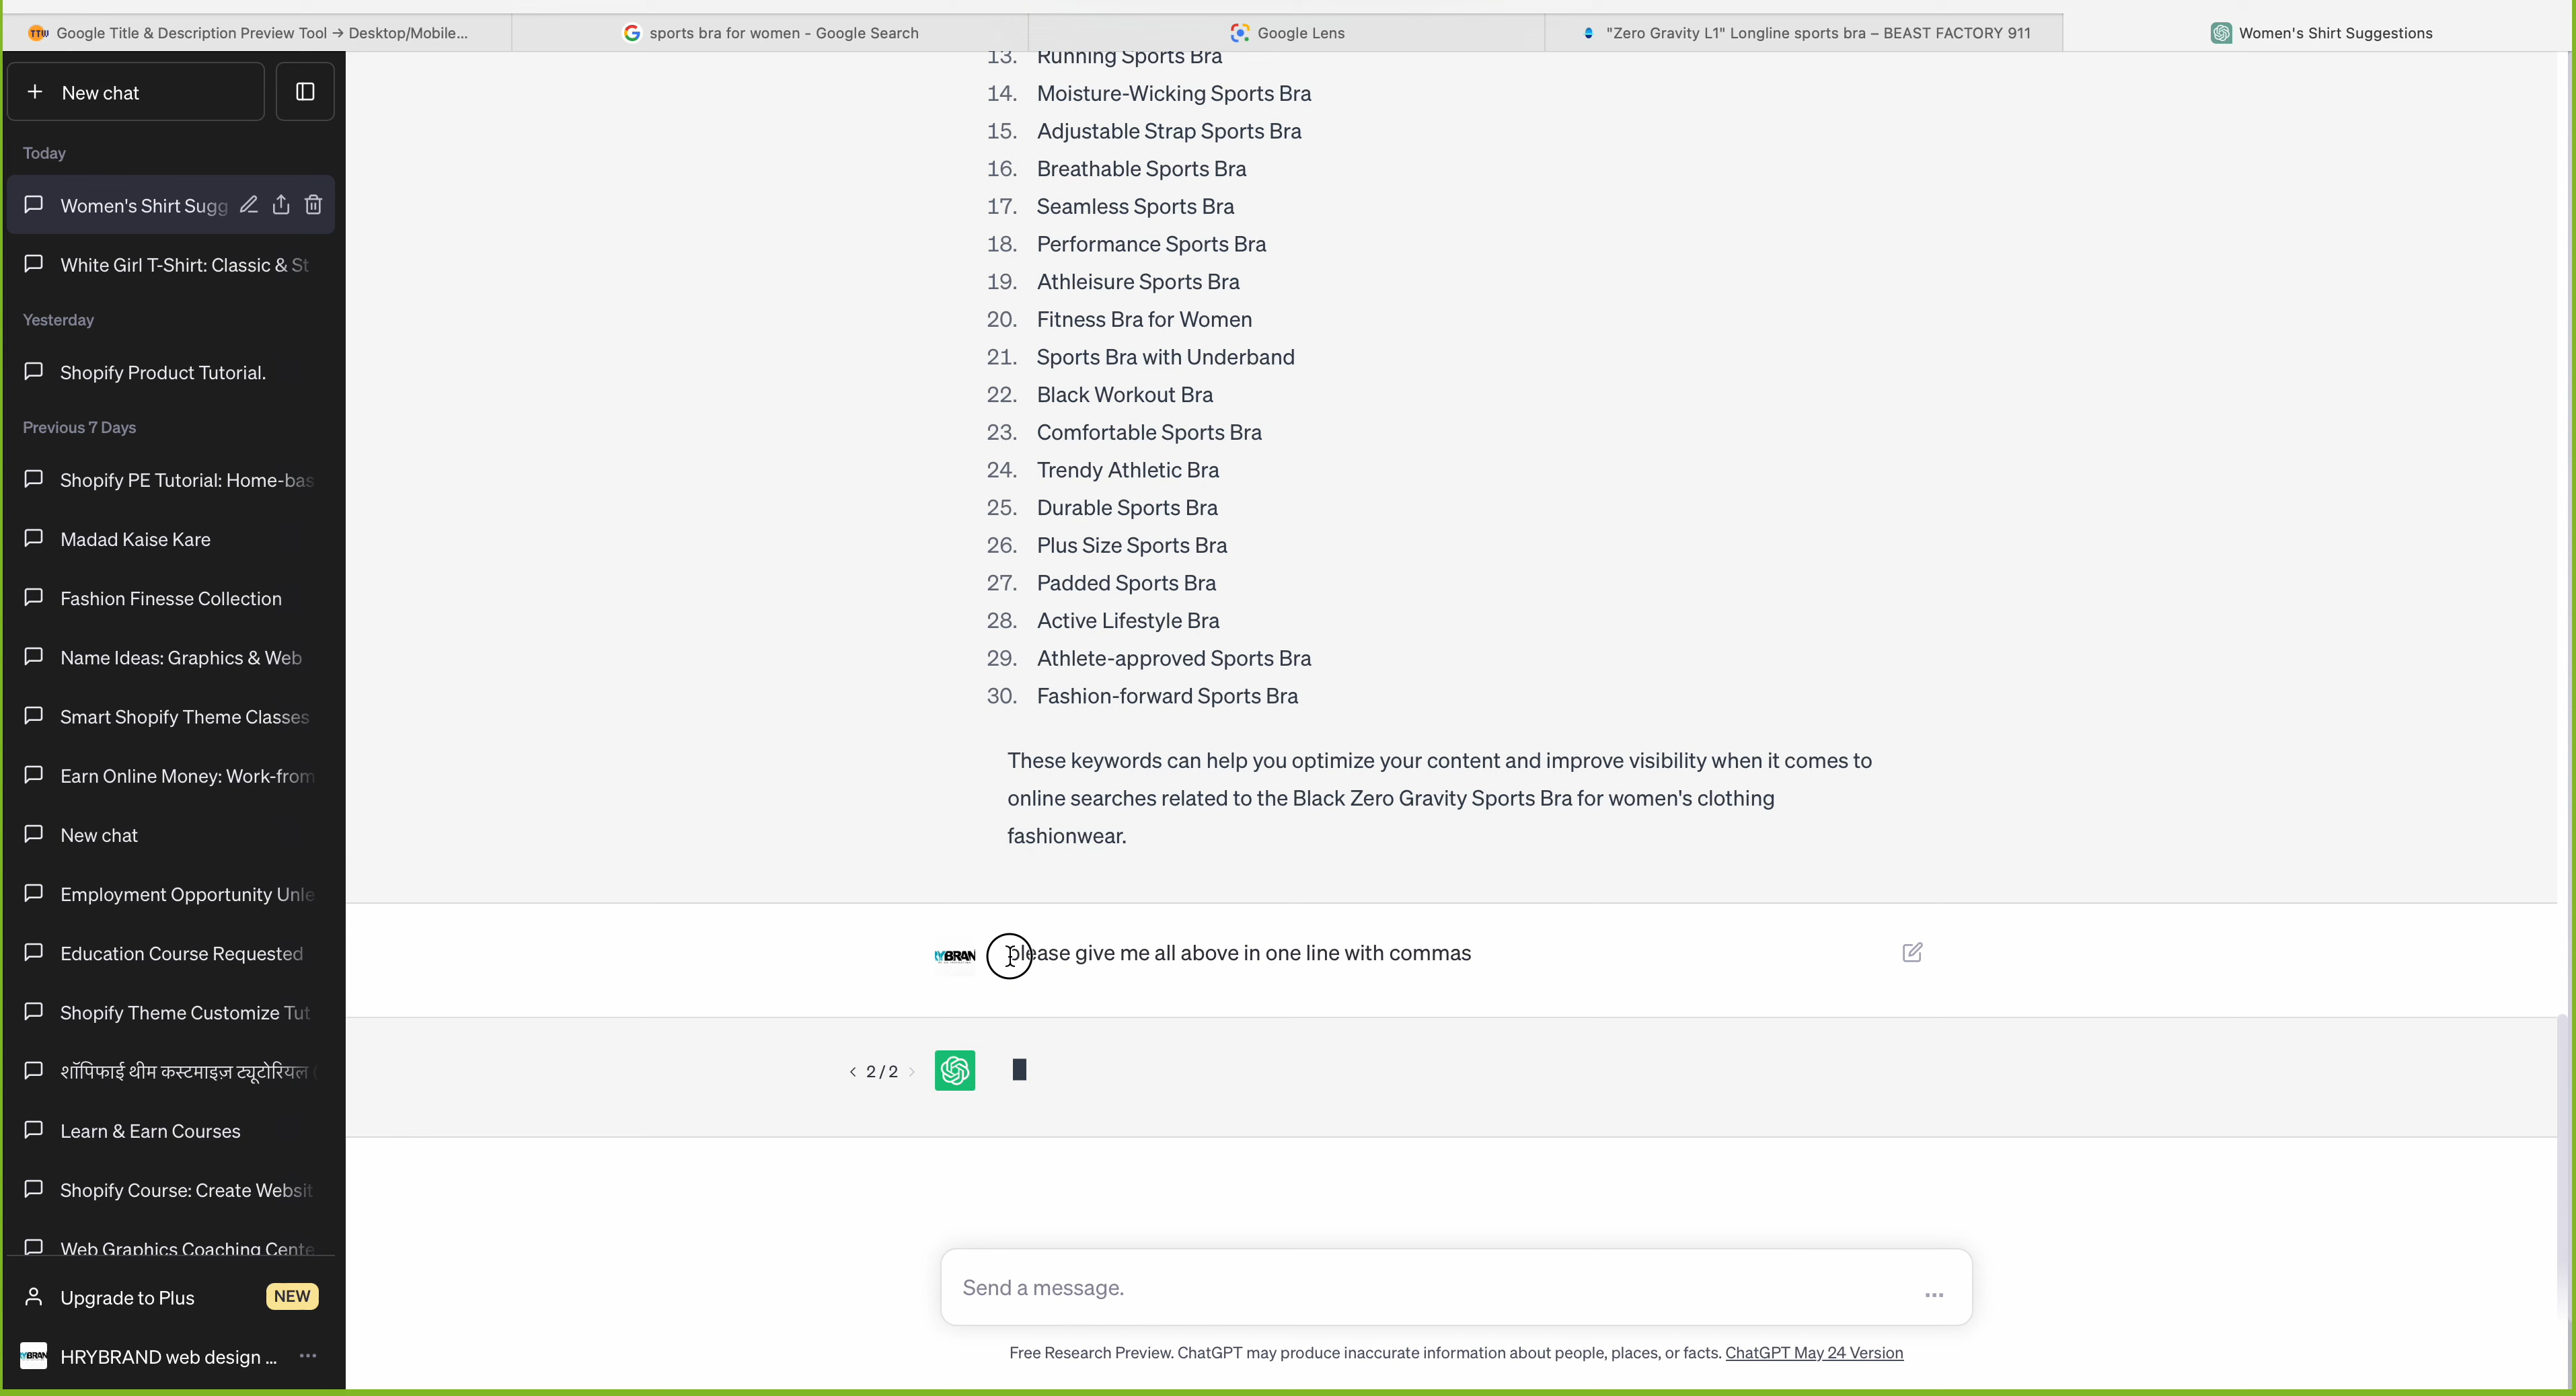 Google Title & Description Preview Tool → Desktop/Mobile...
sports bra for women - Google Search
Google Lens
"Zero Gravity L1" Longline sports bra – BEAST FACTORY 911
Women's Shirt Suggestions
New chat
Today
Women's Shirt Sugg
White Girl T-Shirt: Classic & St
Yesterday
Shopify Product Tutorial.
Previous 7 Days
Shopify PE Tutorial: Home-bas
Madad Kaise Kare
Fashion Finesse Collection
Name Ideas: Graphics & Web
Smart Shopify Theme Classes
Earn Online Money: Work-from
New chat
Employment Opportunity Unle
Education Course Requested
Shopify Theme Customize Tut
शॉपिफाई थीम कस्टमाइज़ ट्यूटोरियल (
Learn & Earn Courses
Shopify Course: Create Websit
Web Graphics Coaching Cente
Upgrade to Plus NEW
HRYBRAND web design ...
13. Running Sports Bra
14. Moisture-Wicking Sports Bra
15. Adjustable Strap Sports Bra
16. Breathable Sports Bra
17. Seamless Sports Bra
18. Performance Sports Bra
19. Athleisure Sports Bra
20. Fitness Bra for Women
21. Sports Bra with Underband
22. Black Workout Bra
23. Comfortable Sports Bra
24. Trendy Athletic Bra
25. Durable Sports Bra
26. Plus Size Sports Bra
27. Padded Sports Bra
28. Active Lifestyle Bra
29. Athlete-approved Sports Bra
30. Fashion-forward Sports Bra
These keywords can help you optimize your content and improve visibility when it comes to
online searches related to the Black Zero Gravity Sports Bra for women's clothing
fashionwear.
please give me all above in one line with commas
< 2 / 2 >
Send a message.
Free Research Preview. ChatGPT may produce inaccurate information about people, places, or facts. ChatGPT May 24 Version